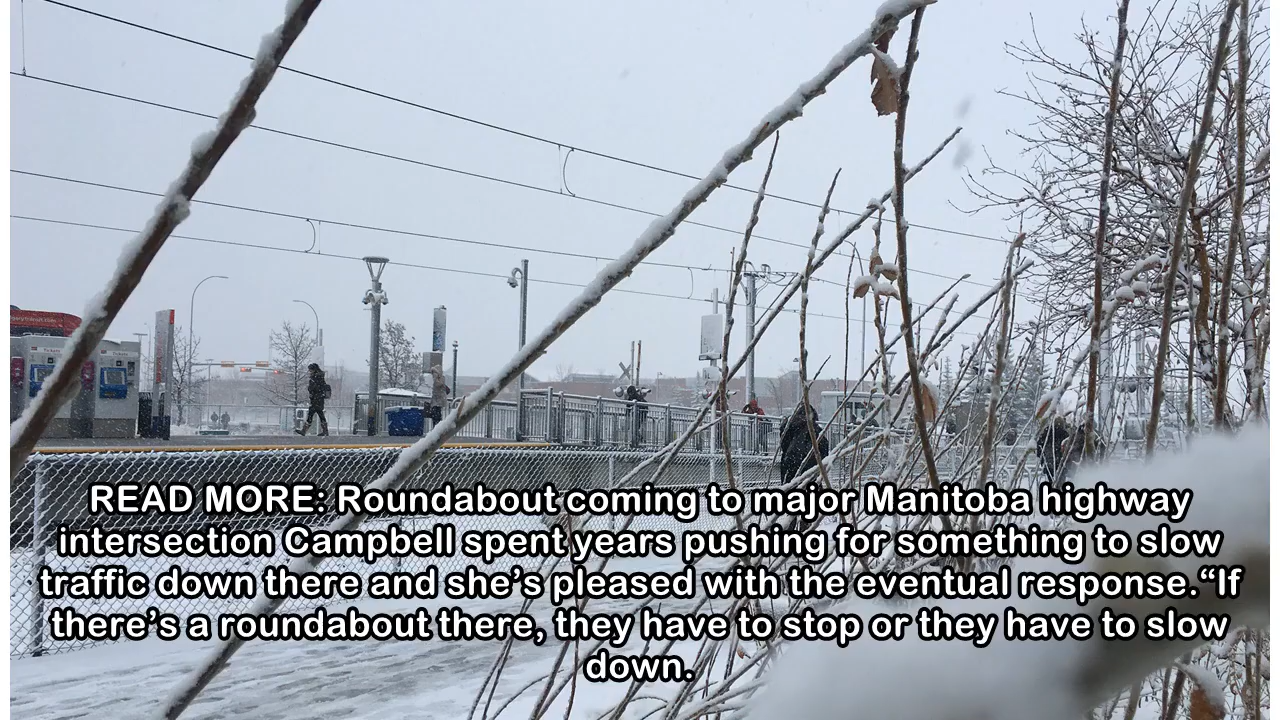 READ MORE: Roundabout coming to major Manitoba highway
intersection Campbell spent years pushing for something to slow
traffic down there and she’s pleased with the eventual response.“If
there’s a roundabout there, they have to stop or they have to slow
down.
Tickets
Tickets